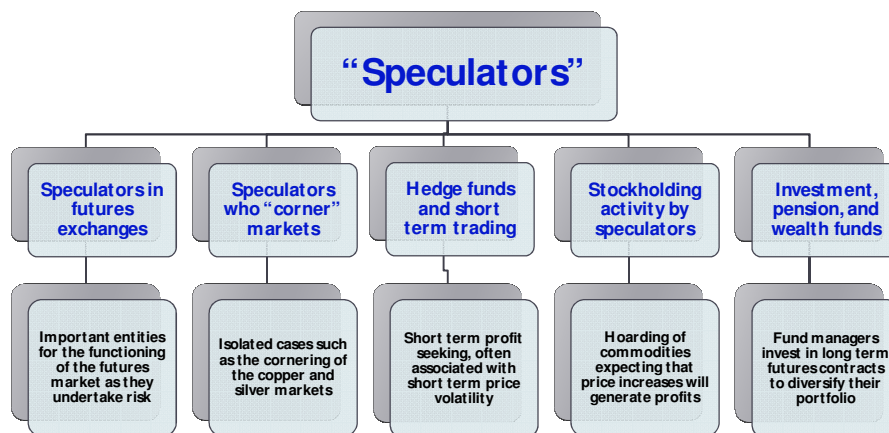 “Speculators”
Speculators in
futures
exchanges
Speculators
who “corner”
markets
Hedge funds
and short
term trading
Stockholding
activity by
speculators
Investment,
pension, and
wealth funds
Important entities
for the functioning
of the futures
market as they
undertake risk
Isolated cases such
as the cornering of
the copper and
silver markets
Short term profit
seeking, often
associated with
short term price
volatility
Hoarding of
commodities
expecting that
price increases will
generate profits
Fund managers
invest in long term
futures contracts
to diversify their
portfolio